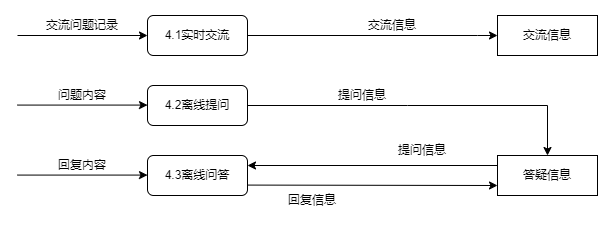 交流问题记录
4.1实时交流
交流信息
交流信息
问题内容
4.2离线提问
提问信息
提问信息
回复内容
4.3离线问答
答疑信息
回复信息